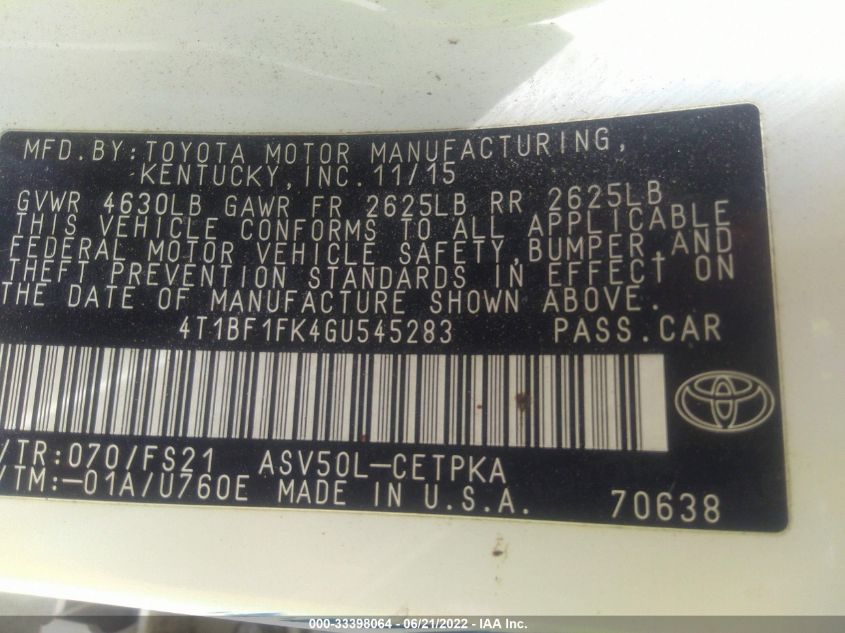 MFD.BY:TOYOTA MOTOR MANUFACTURING,
KENTUCKY,INC.11/15
GVWR 4630LB GAWR FR 2625LB RR 2625LB
THIS VEHICLE CONFORMS TO ALL APPLICABLE
FEDERAL MOTOR VEHICLE SAFETY,BUMPER,AND
THEFT PREVENTION STANDARDS IN EFFECT ON
THE DATE OF MANUFACTURE SHOWN ABOVE.
4T1BF1FK4GU545283 PASS.CAR
/TR:070/FS21 ASV50L-CETPKA
/TM:-01A/U760E MADE IN U.S.A. 70638
000-33398064 / 06/21/2022 - IAA Inc.